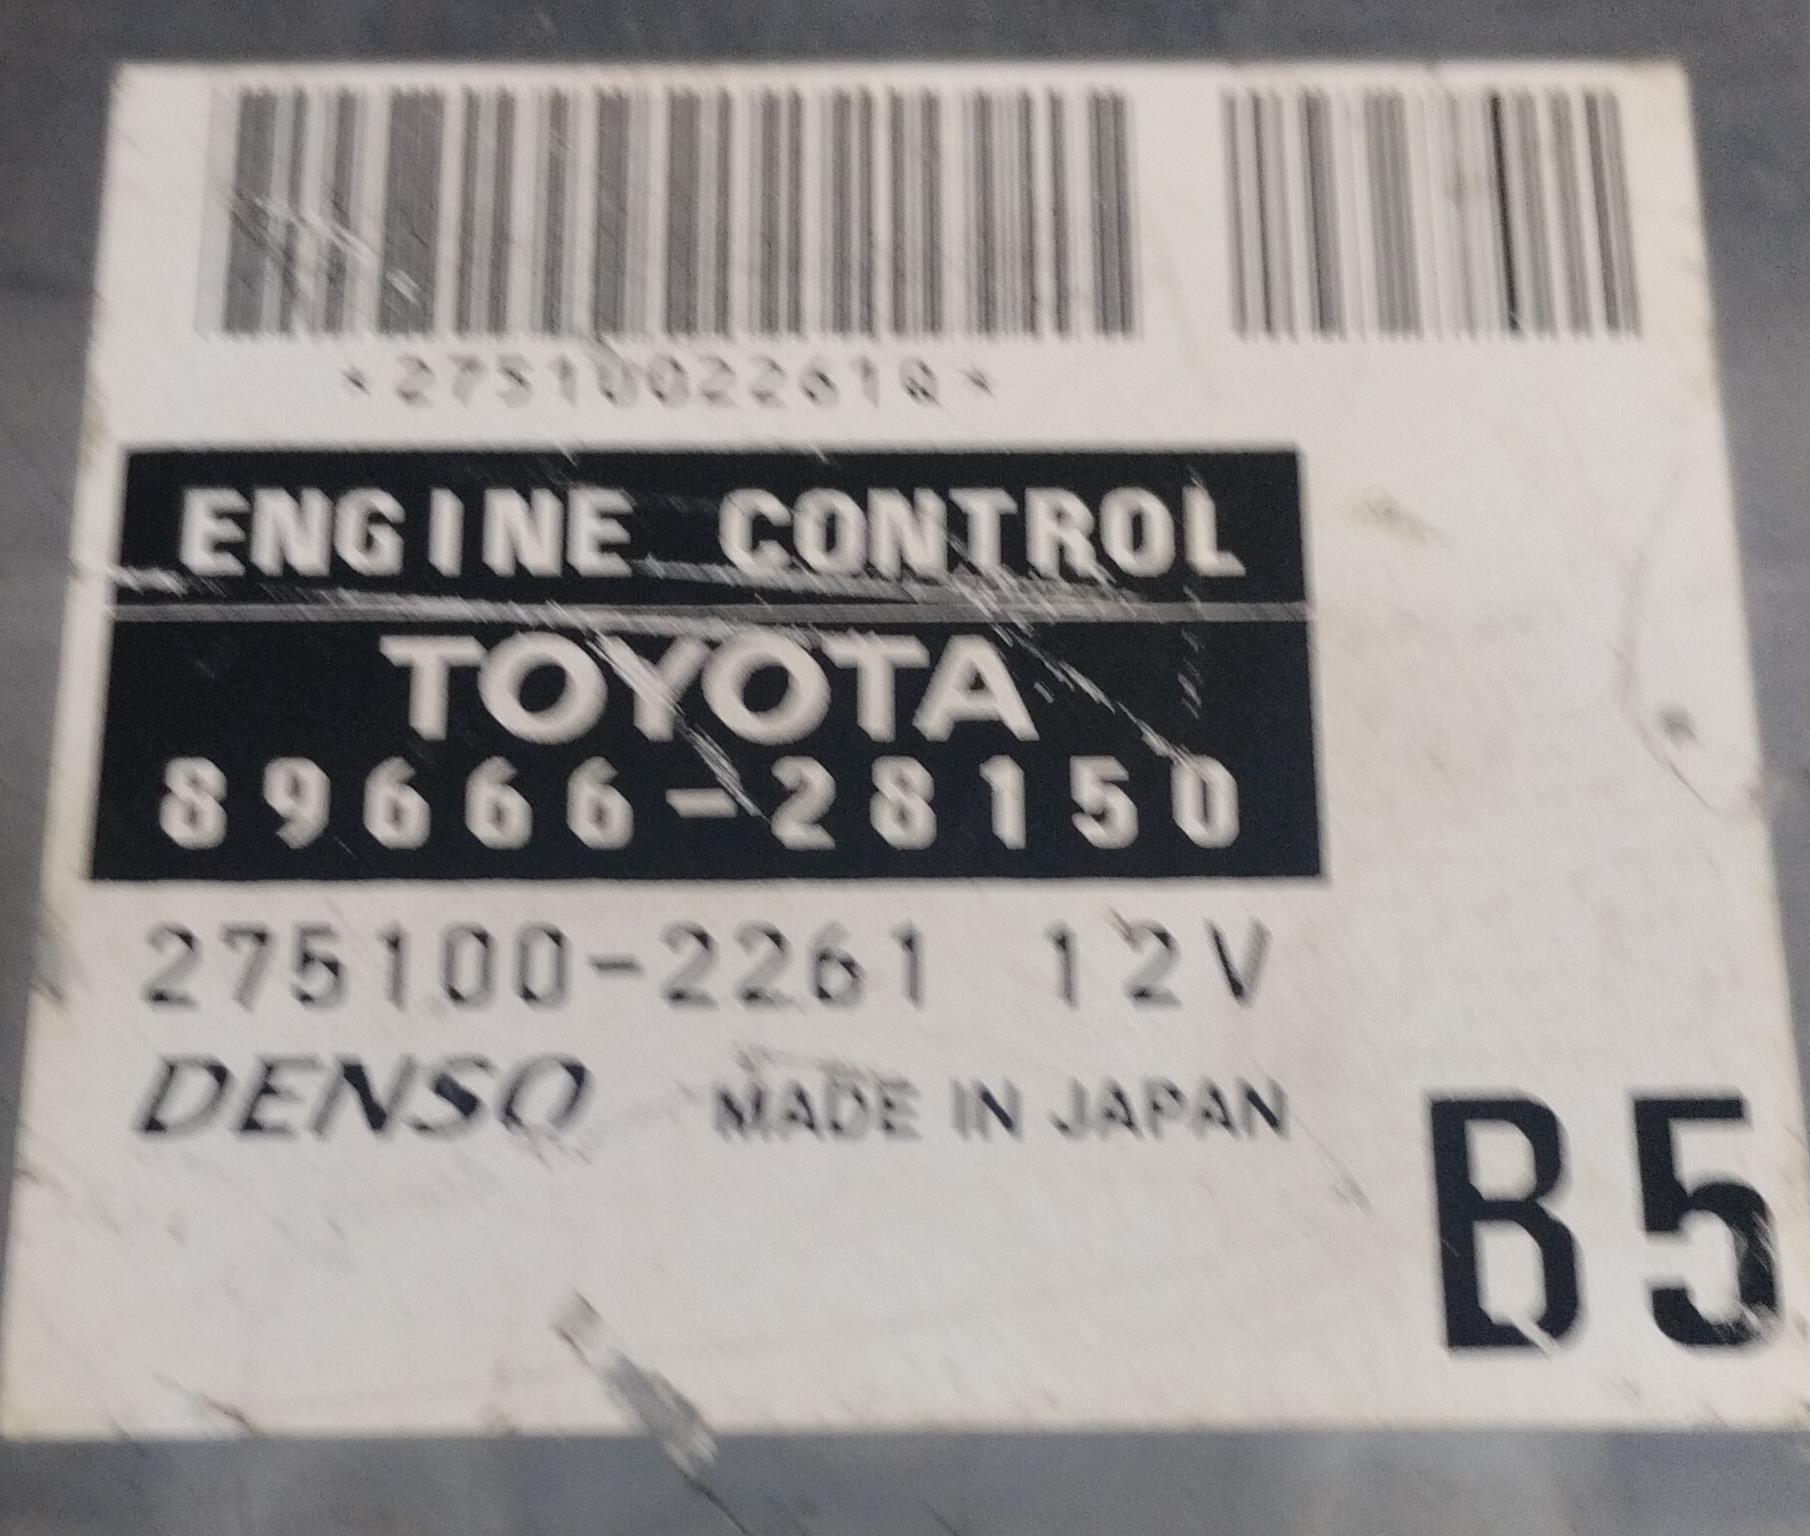 *2751002261Q*
ENGINE CONTROL
TOYOTA
89666-28150
275100-2261 12V
DENSO MADE IN JAPAN
B5